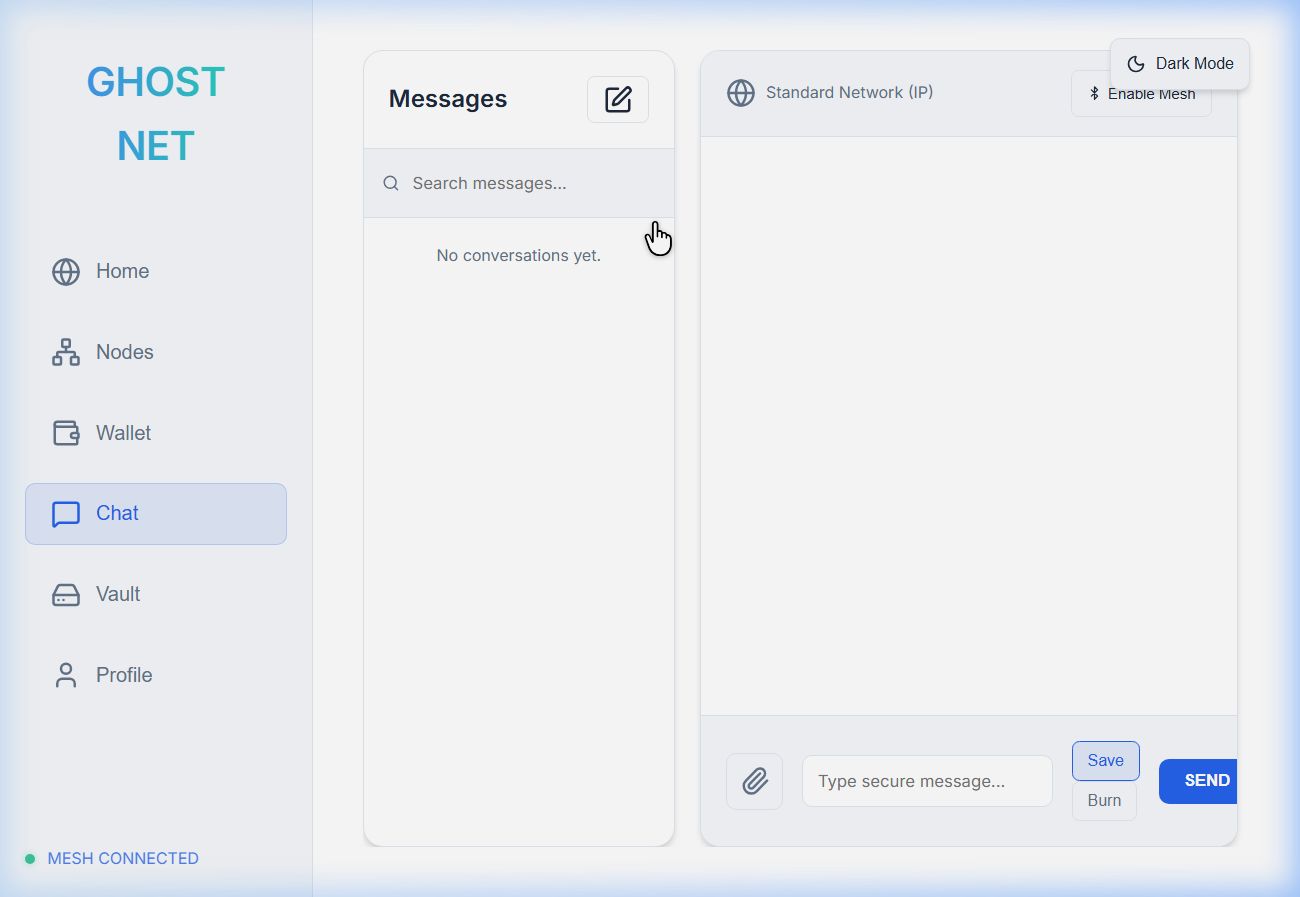 GHOST
NET
Home
Nodes
Wallet
Chat
Vault
Profile
MESH CONNECTED
Messages
Search messages...
No conversations yet.
Standard Network (IP)
Dark Mode
Enable Mesh
Type secure message...
Save
Burn
SEND